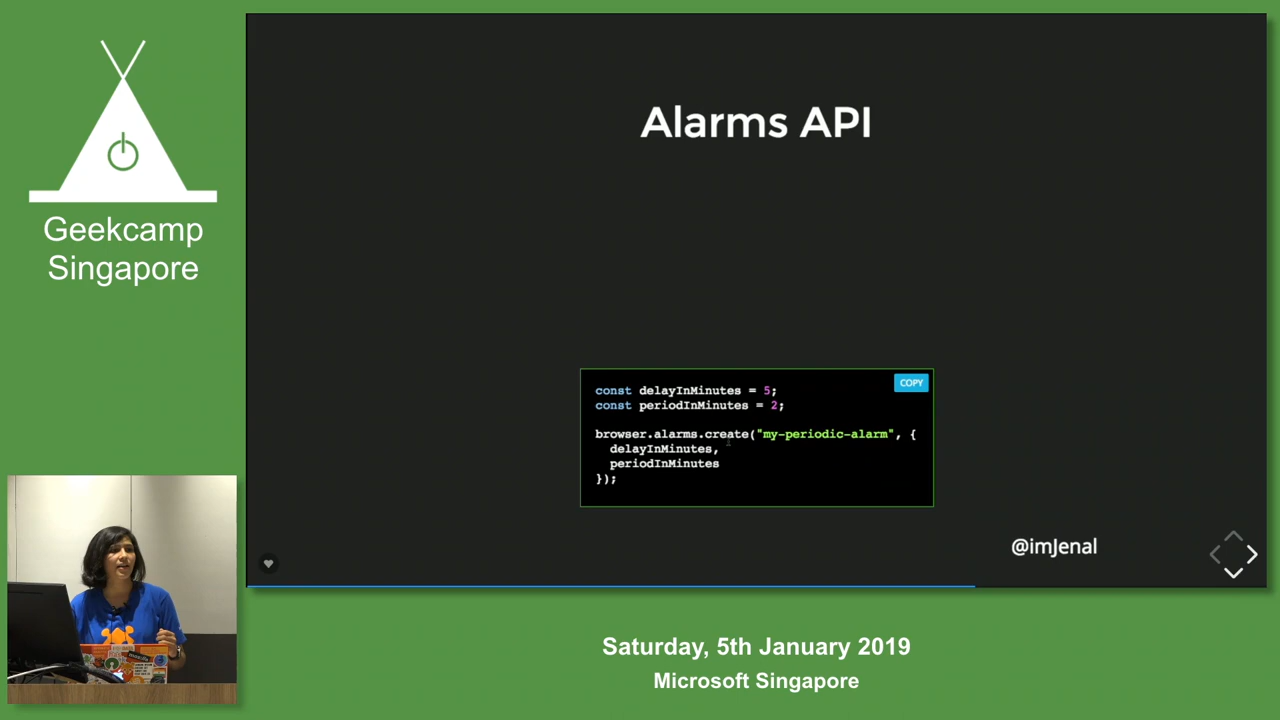 Geekcamp
Singapore
Alarms API
COPY
const delayInMinutes = 5;
const periodInMinutes = 2;
browser.alarms.create("my-periodic-alarm", {
delayInMinutes,
periodInMinutes
});
@imJenal
Saturday, 5th January 2019
Microsoft Singapore